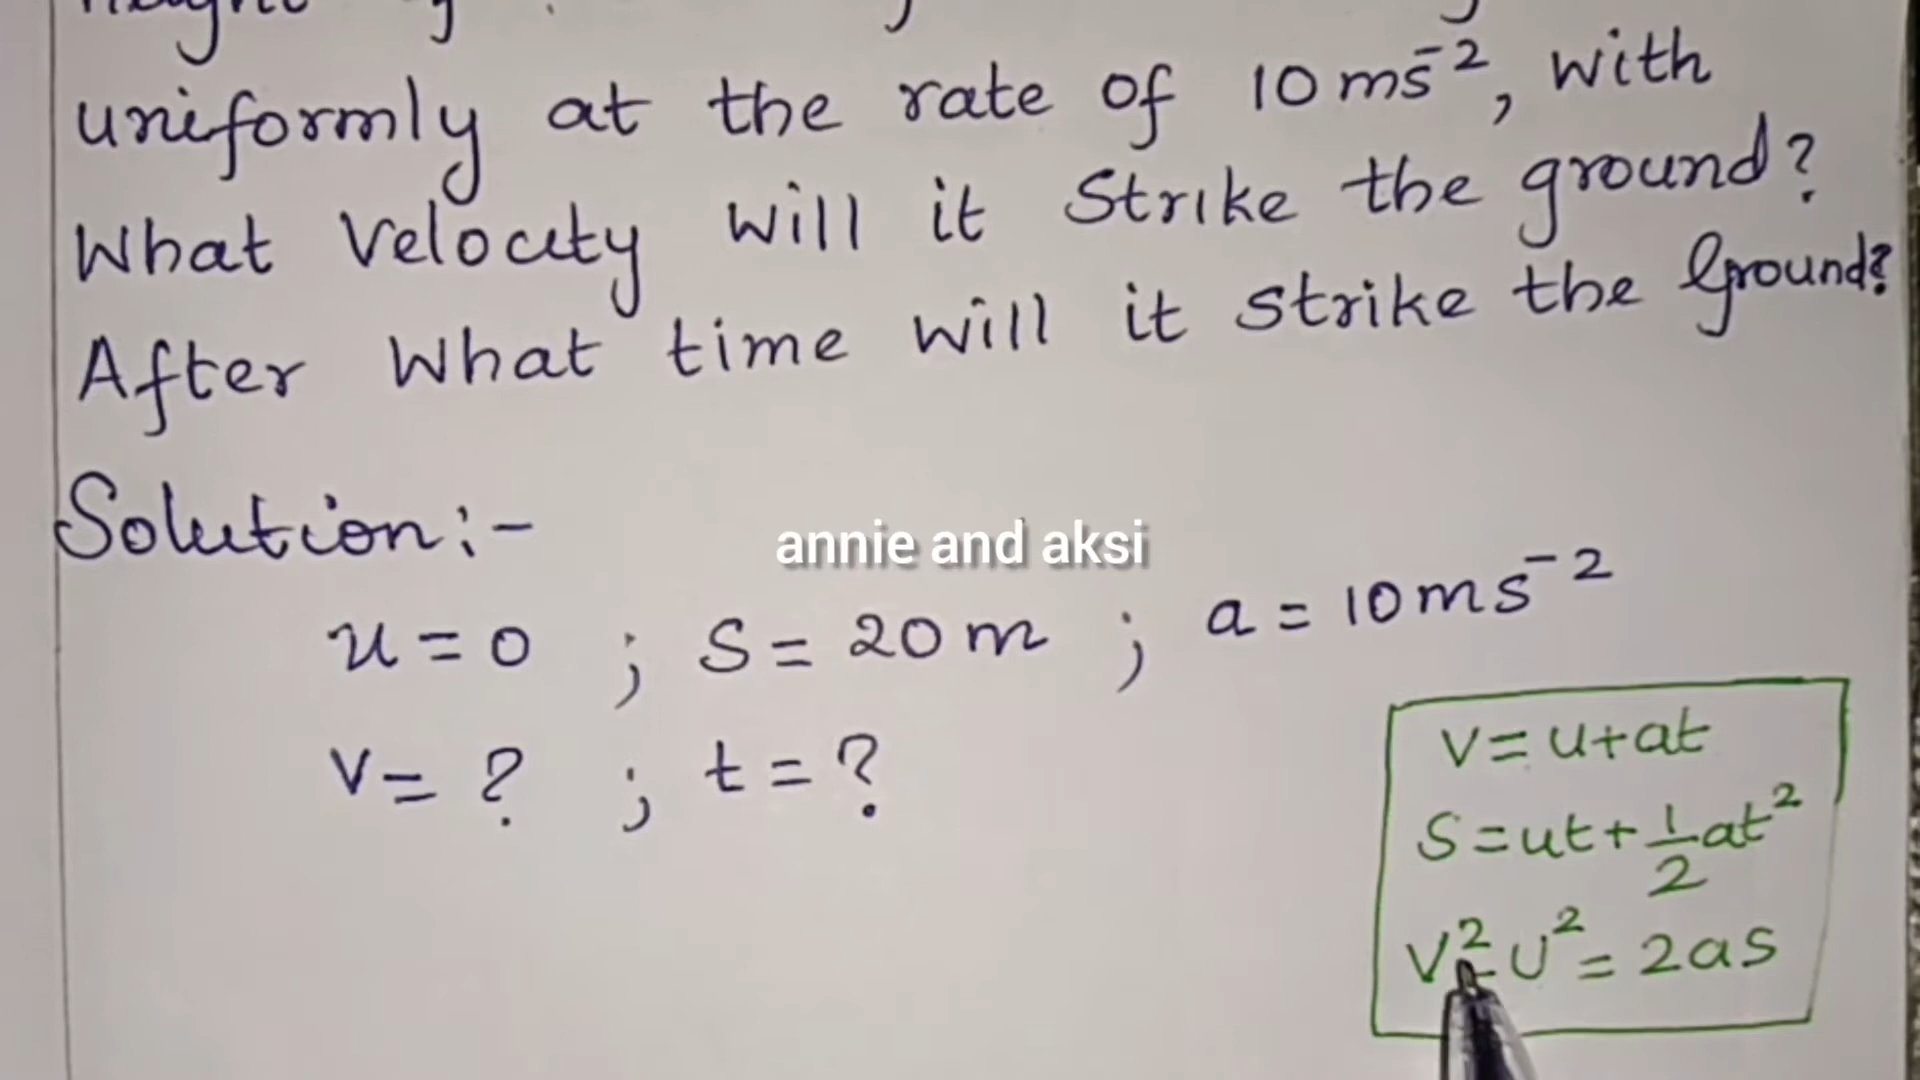 uniformly at the rate of 10 ms⁻², with
What Velocity will it Strike the ground?
After What time will it strike the Ground?
Solution:-
annie and aksi
u = 0 ; S = 20 m ; a = 10 ms⁻²
V = ? ; t = ?
V = u + at
S = ut + 1/2 at²
V² - U² = 2as